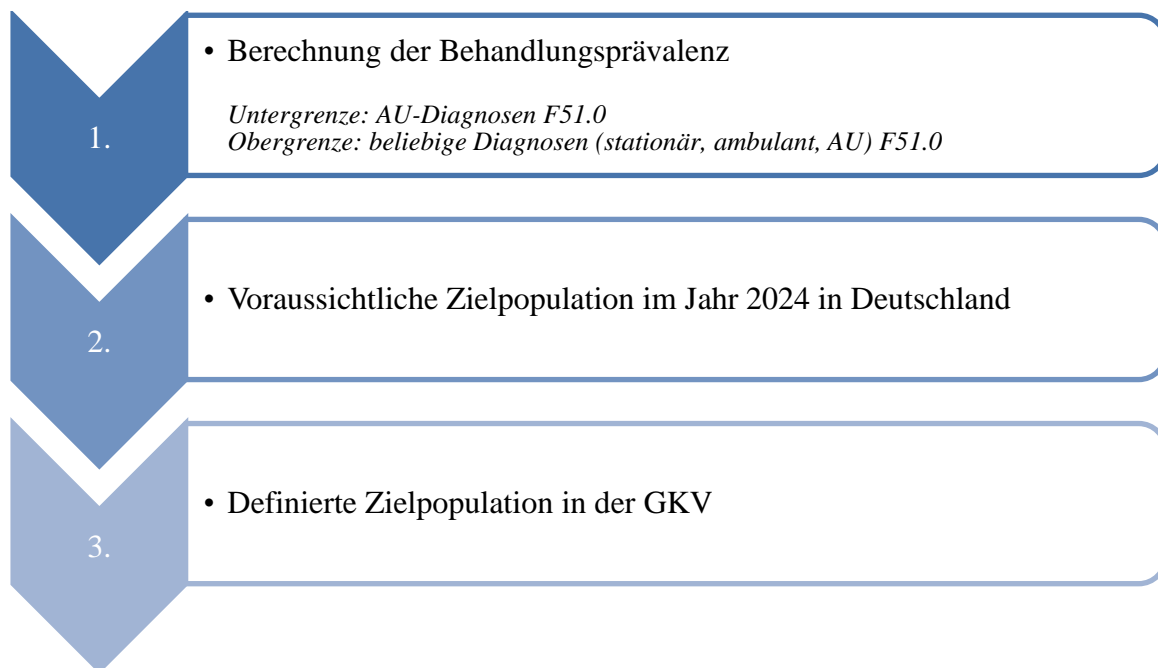 1.
• Berechnung der Behandlungsprävalenz
Untergrenze: AU-Diagnosen F51.0
Obergrenze: beliebige Diagnosen (stationär, ambulant, AU) F51.0
2.
• Voraussichtliche Zielpopulation im Jahr 2024 in Deutschland
3.
• Definierte Zielpopulation in der GKV